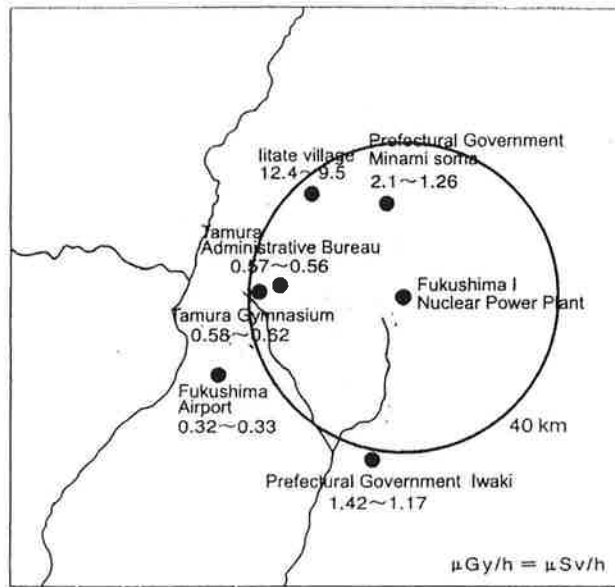 Prefectural Government
Minami soma
2.1～1.26
Iitate village
12.4～9.5
Tamura
Administrative Bureau
0.57～0.56
Fukushima I
Nuclear Power Plant
Tamura Gymnasium
0.58～0.62
Fukushima
Airport
0.32～0.33
40 km
Prefectural Government Iwaki
1.42～1.17
μGy/h = μSv/h